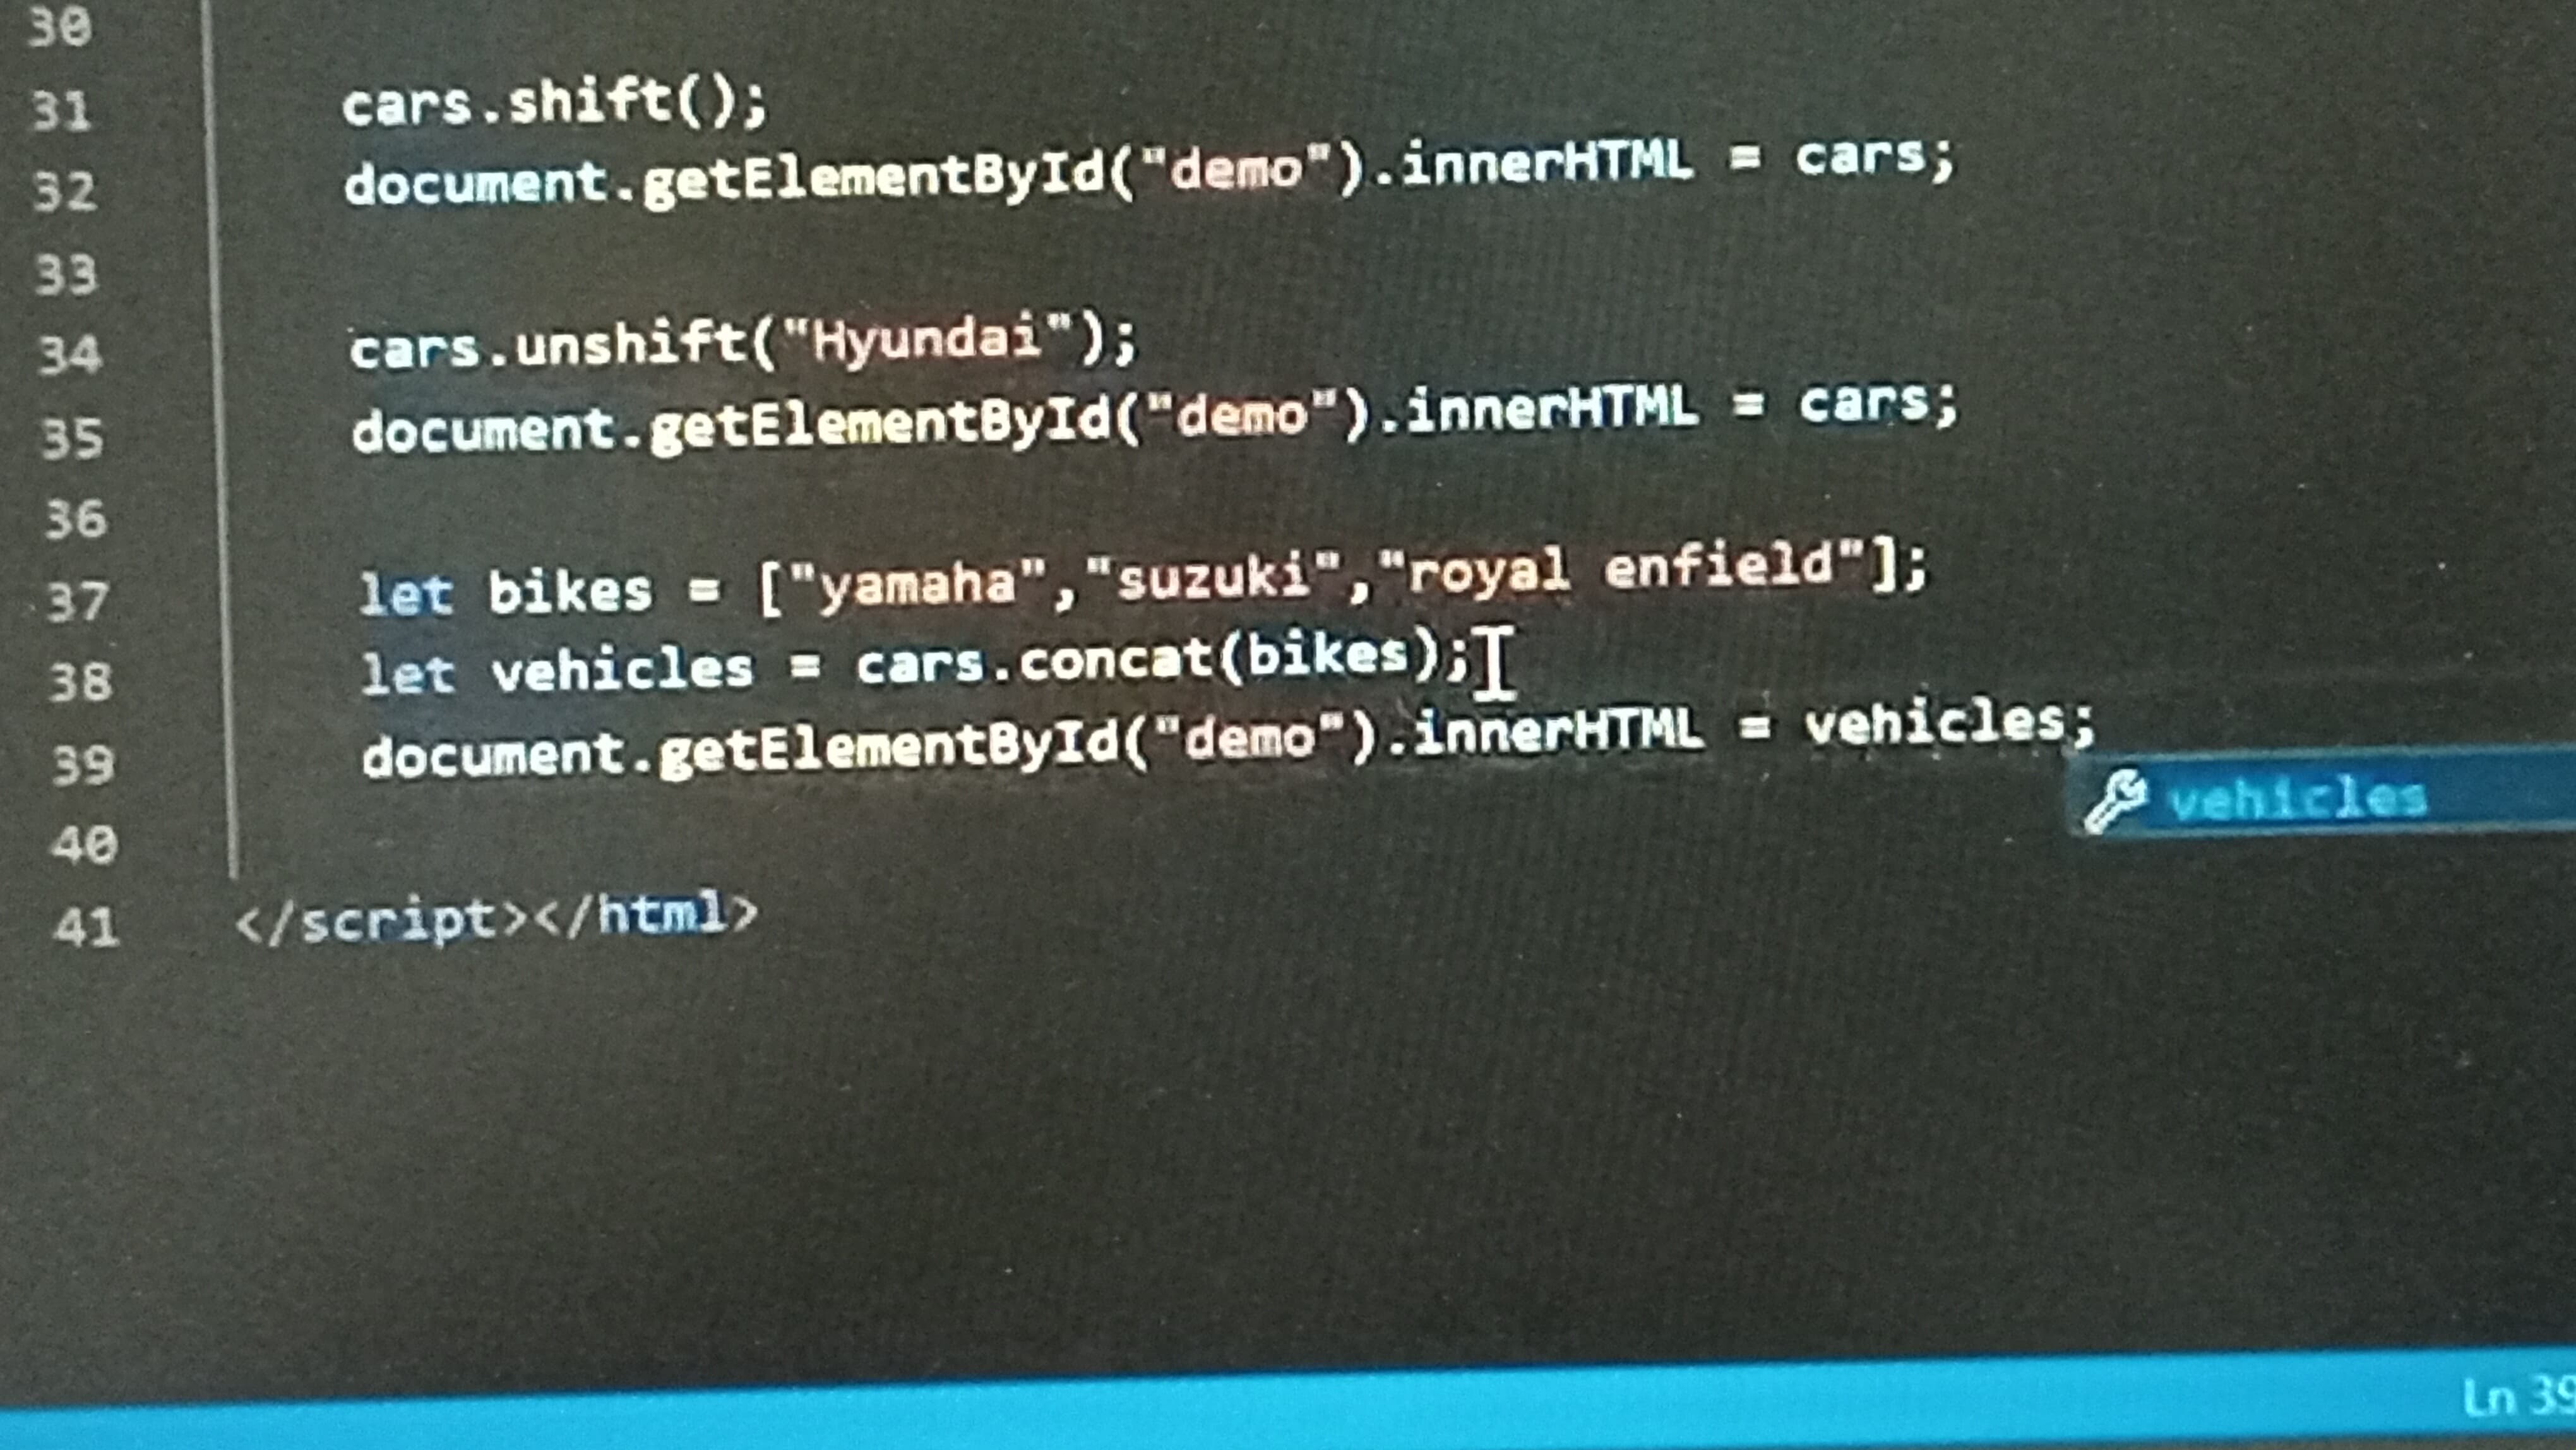 30
31 cars.shift();
32 document.getElementById("demo").innerHTML = cars;
33
34 cars.unshift("Hyundai");
35 document.getElementById("demo").innerHTML = cars;
36
37 let bikes = ["yamaha","suzuki","royal enfield"];
38 let vehicles = cars.concat(bikes);
39 document.getElementById("demo").innerHTML = vehicles;
vehicles
40
41 </script></html>
Ln 39